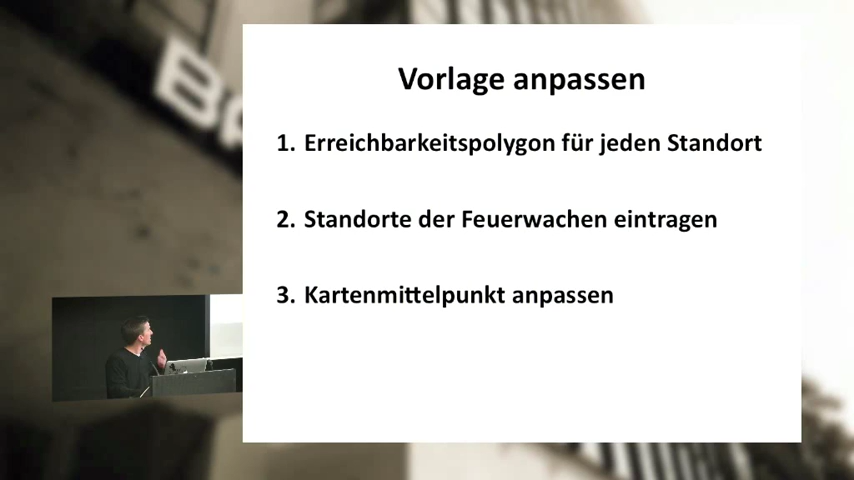 Vorlage anpassen
1. Erreichbarkeitspolygon für jeden Standort
2. Standorte der Feuerwachen eintragen
3. Kartenmittelpunkt anpassen